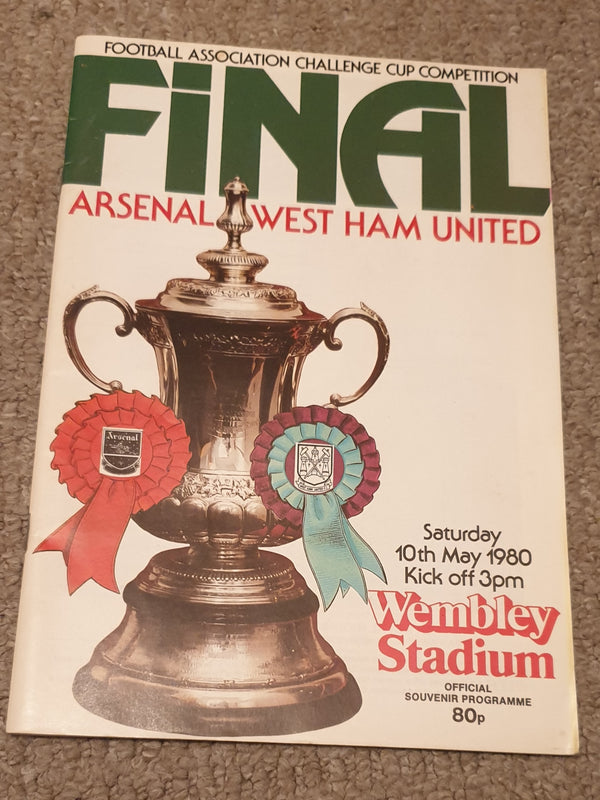 FOOTBALL ASSOCIATION CHALLENGE CUP COMPETITION
FiNAL
ARSENAL WEST HAM UNITED
Arsenal
Saturday
10th May 1980
Kick off 3pm
Wembley
Stadium
OFFICIAL
SOUVENIR PROGRAMME
80p